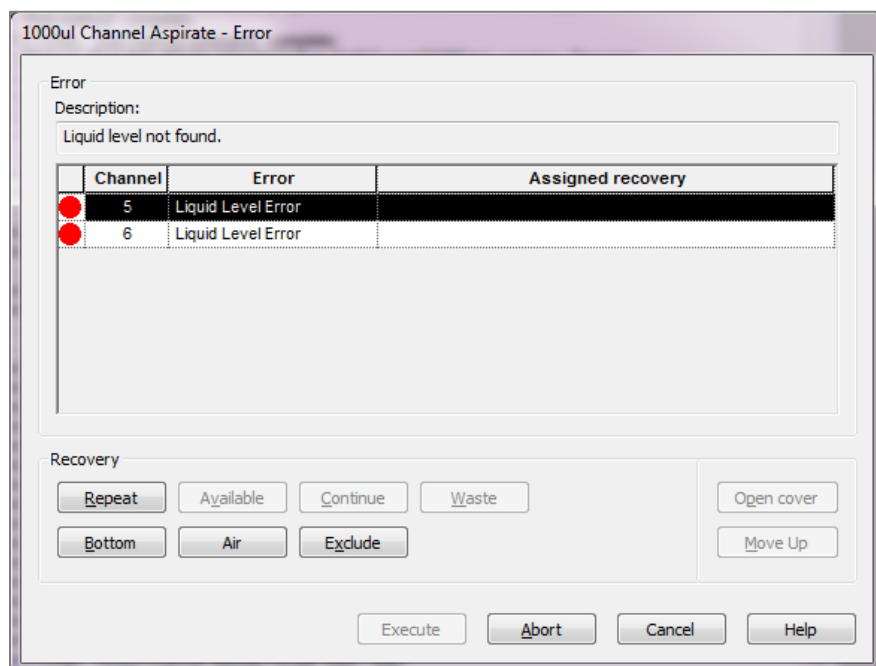 1000ul Channel Aspirate - Error
Error
Description:
Liquid level not found.
Channel Error Assigned recovery
5 Liquid Level Error
6 Liquid Level Error
Recovery
Repeat Available Continue Waste Open cover
Bottom Air Exclude Move Up
Execute Abort Cancel Help